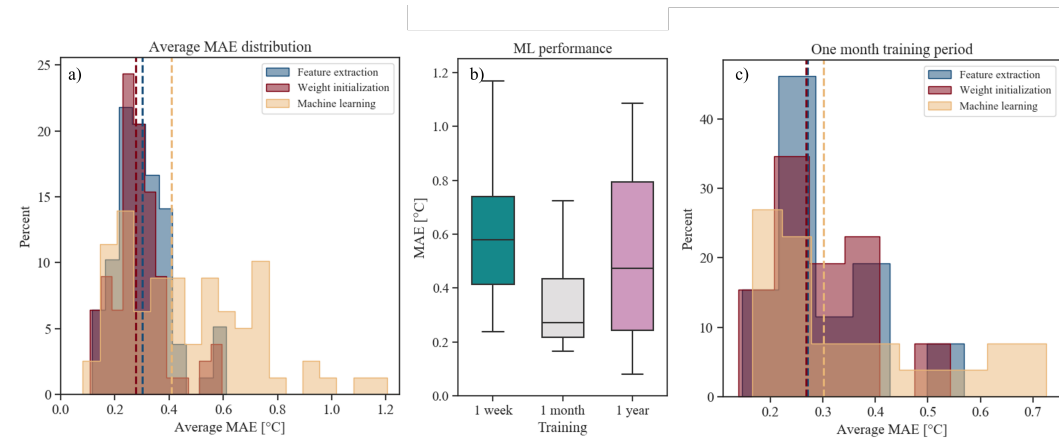 Average MAE distribution
a)
Feature extraction
Weight initialization
Machine learning
Percent
25
20
15
10
5
0
0.0 0.2 0.4 0.6 0.8 1.0 1.2
Average MAE [°C]
ML performance
b)
MAE [°C]
1.2
1.0
0.8
0.6
0.4
0.2
0.0
1 week 1 month 1 year
Training
One month training period
c)
Feature extraction
Weight initialization
Machine learning
Percent
40
30
20
10
0
0.2 0.3 0.4 0.5 0.6 0.7
Average MAE [°C]